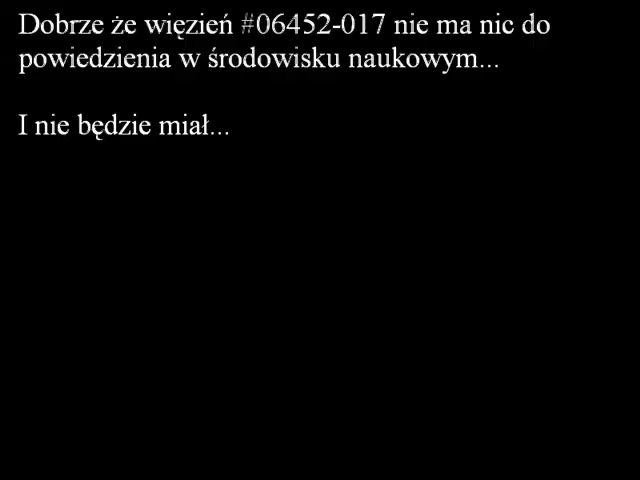 Dobrze że więzień #06452-017 nie ma nic do
powiedzienia w środowisku naukowym...
I nie będzie miał...